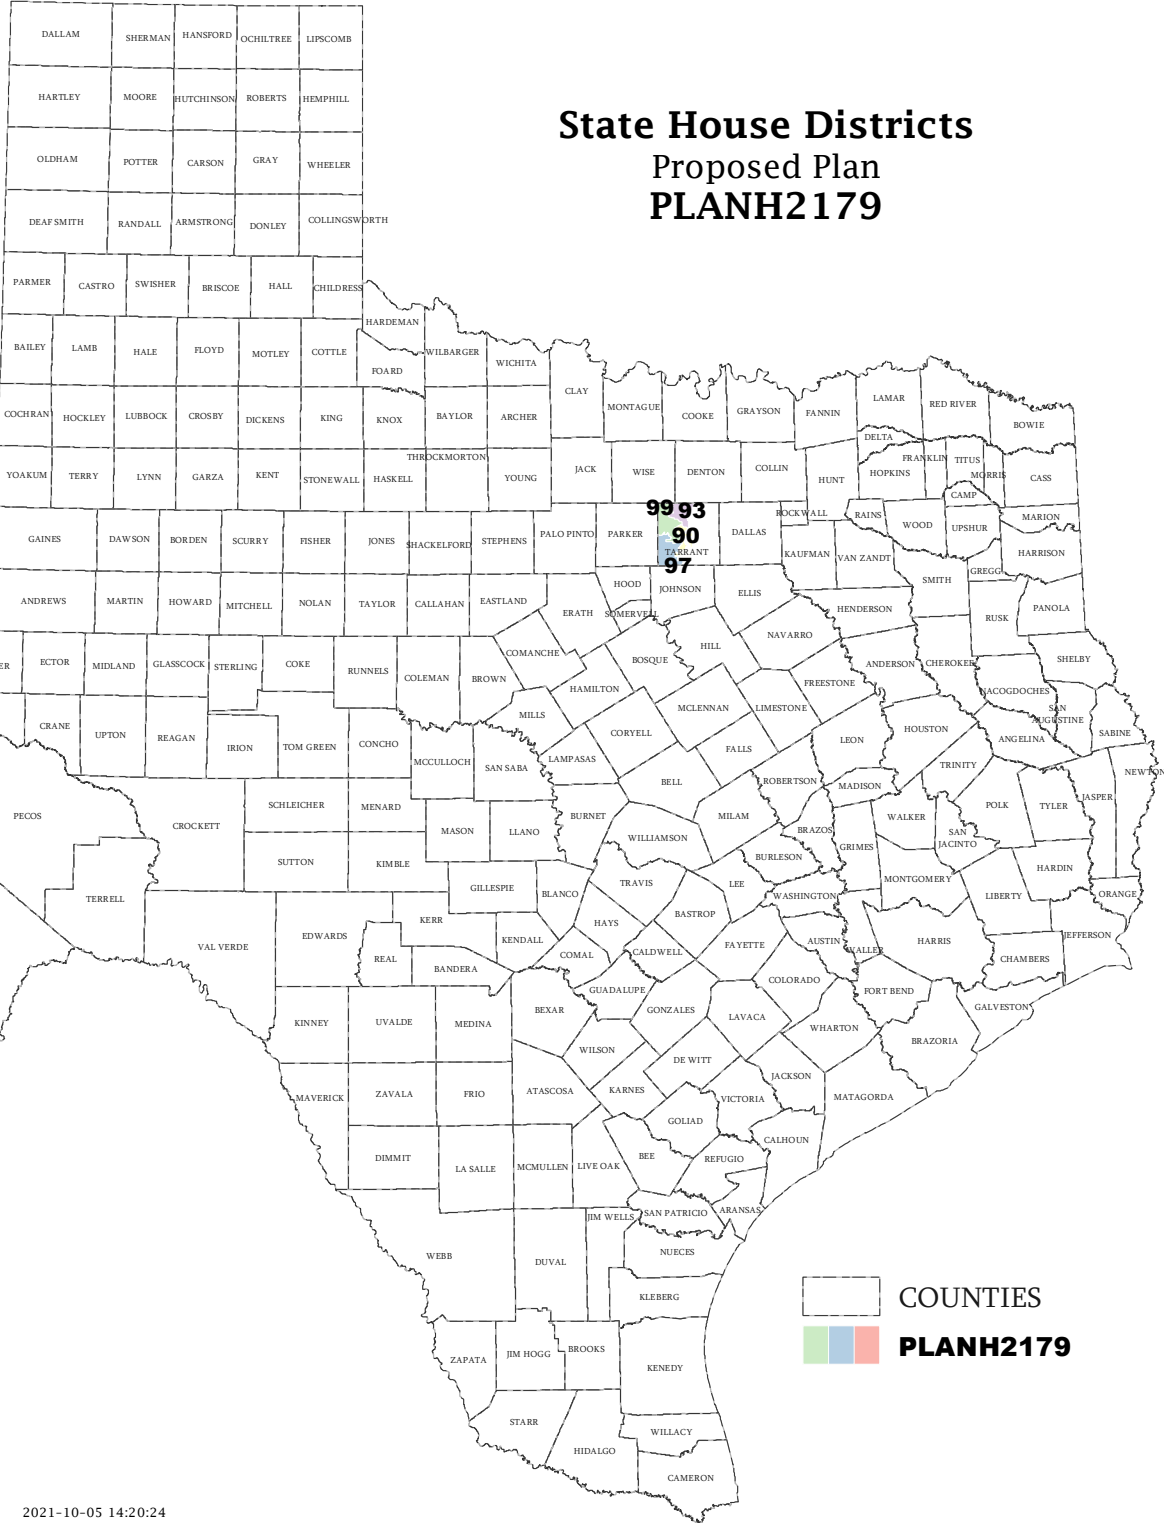 State House Districts
Proposed Plan
PLANH2179
DALLAM SHERMAN HANSFORD OCHILTREE LIPSCOMB
HARTLEY MOORE HUTCHINSON ROBERTS HEMPHILL
OLDHAM POTTER CARSON GRAY WHEELER
DEAF SMITH RANDALL ARMSTRONG DONLEY COLLINGSWORTH
PARMER CASTRO SWISHER BRISCOE HALL CHILDRESS
HARDEMAN
BAILEY LAMB HALE FLOYD MOTLEY COTTLE FOARD WILBARGER WICHITA
CLAY
COCHRAN HOCKLEY LUBBOCK CROSBY DICKENS KING KNOX BAYLOR ARCHER MONTAGUE COOKE GRAYSON FANNIN LAMAR RED RIVER BOWIE
DELTA
YOAKUM TERRY LYNN GARZA KENT STONEWALL HASKELL THROCKMORTON YOUNG JACK WISE DENTON COLLIN HUNT HOPKINS FRANKLIN TITUS MORRIS CASS
CAMP
99 93
90
97
GAINES DAWSON BORDEN SCURRY FISHER JONES SHACKELFORD STEPHENS PALO PINTO PARKER TARRANT DALLAS ROCKWALL RAINS WOOD UPSHUR MARION
KAUFMAN VAN ZANDT HARRISON
SMITH GREGG
ANDREWS MARTIN HOWARD MITCHELL NOLAN TAYLOR CALLAHAN EASTLAND ERATH HOOD SOMERVELL JOHNSON ELLIS HENDERSON RUSK PANOLA
NAVARRO
ER ECTOR MIDLAND GLASSCOCK STERLING COKE RUNNELS COLEMAN BROWN COMANCHE BOSQUE HILL ANDERSON CHEROKEE SHELBY
HAMILTON FREESTONE NACOGDOCHES
CRANE UPTON REAGAN IRION TOM GREEN CONCHO MILLS MCLENNAN LIMESTONE SAN
AUGUSTINE
CORYELL HOUSTON SABINE
FALLS LEON ANGELINA
MCCULLOCH SAN SABA LAMPASAS TRINITY NEWTON
BELL ROBERTSON MADISON
PECOS CROCKETT SCHLEICHER MENARD MASON LLANO BURNET MILAM WALKER POLK TYLER JASPER
WILLIAMSON BRAZOS SAN
JACINTO
SUTTON KIMBLE BURLESON GRIMES
TERRELL GILLESPIE BLANCO TRAVIS LEE WASHINGTON MONTGOMERY LIBERTY HARDIN ORANGE
VAL VERDE EDWARDS KERR HAYS BASTROP
REAL KENDALL COMAL CALDWELL FAYETTE AUSTIN WALLER HARRIS JEFFERSON
BANDERA CHAMBERS
KINNEY UVALDE MEDINA BEXAR GUADALUPE GONZALES COLORADO FORT BEND GALVESTON
LAVACA WHARTON BRAZORIA
WILSON DE WITT
MAVERICK ZAVALA FRIO ATASCOSA KARNES JACKSON MATAGORDA
VICTORIA
GOLIAD
DIMMIT LA SALLE MCMULLEN LIVE OAK BEE REFUGIO CALHOUN
JIM WELLS SAN PATRICIO ARANSAS
WEBB DUVAL NUECES
KLEBERG
ZAPATA JIM HOGG BROOKS KENEDY
STARR HIDALGO WILLACY
CAMERON
COUNTIES
PLANH2179
2021-10-05 14:20:24